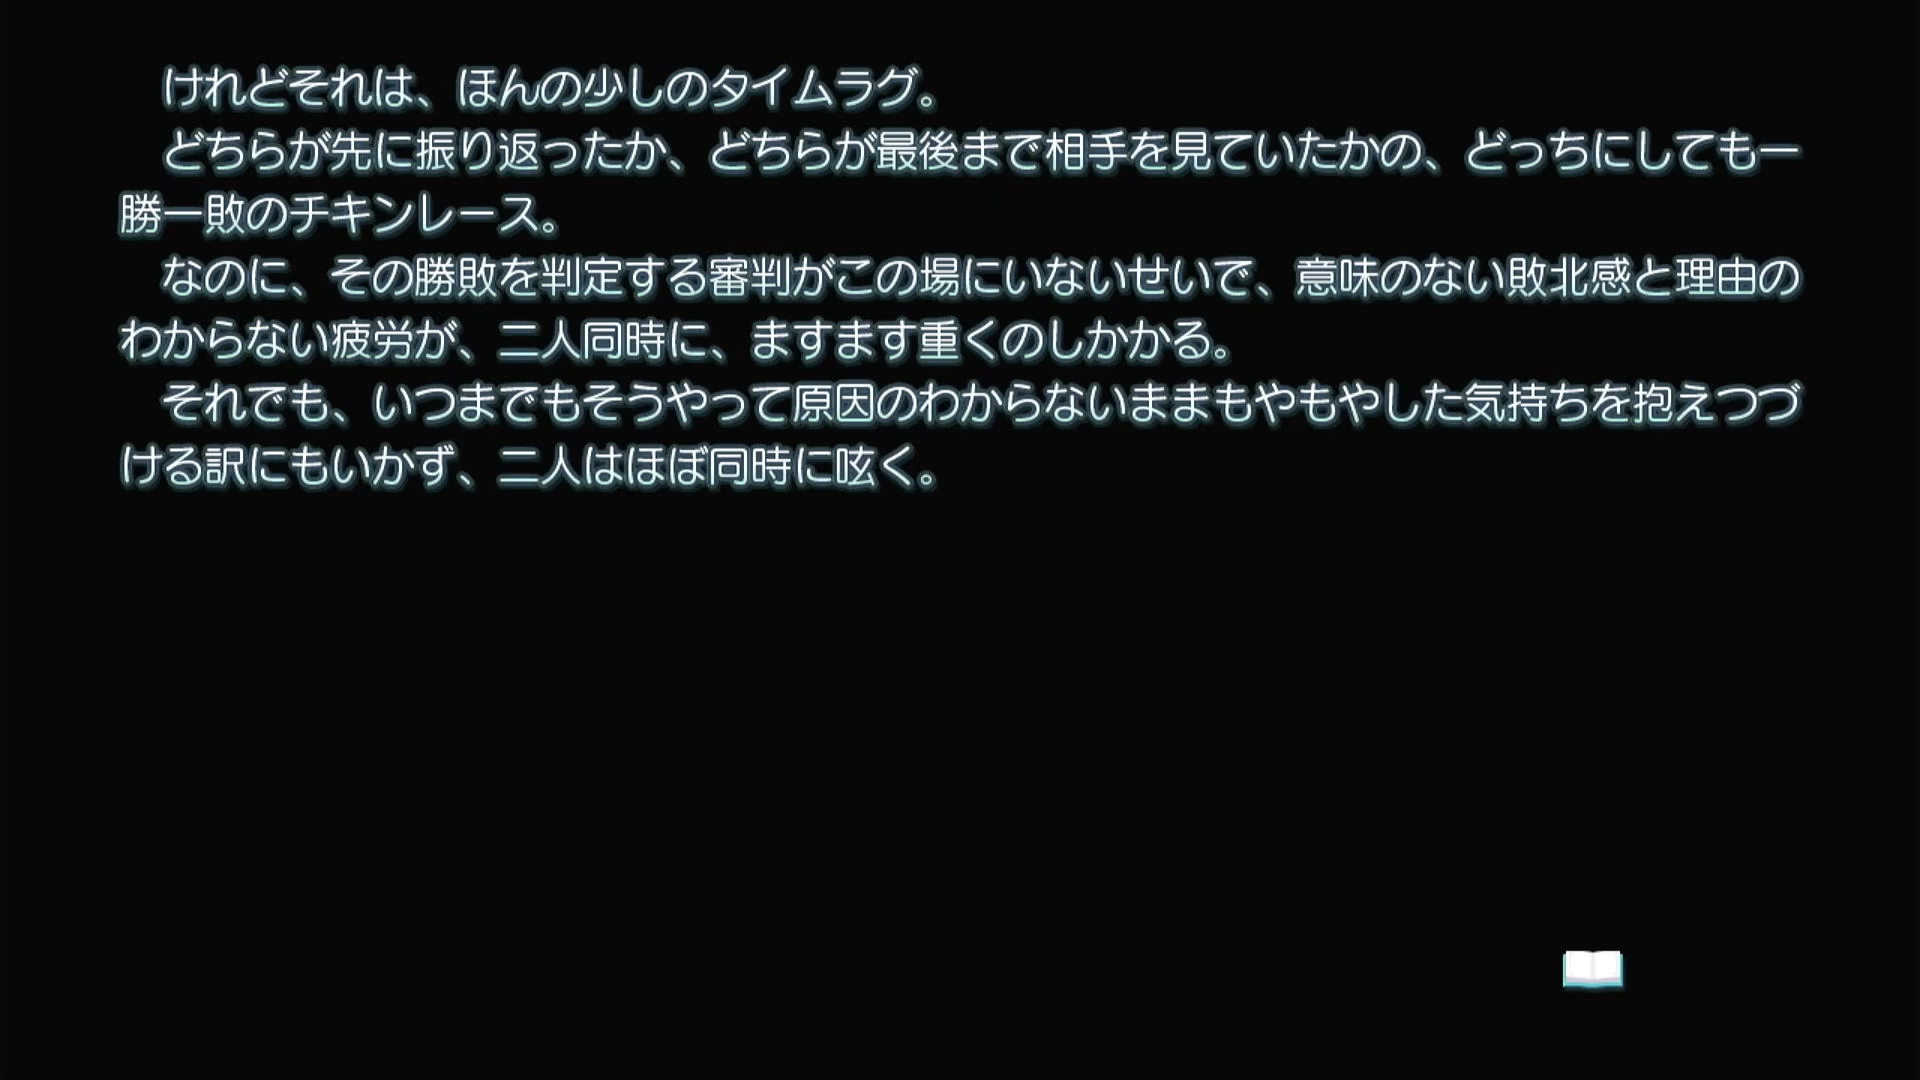 けれどそれは、ほんの少しのタイムラグ。
どちらが先に振り返ったか、どちらが最後まで相手を見ていたかの、どっちにしても一
勝一敗のチキンレース。
なのに、その勝敗を判定する審判がこの場にいないせいで、意味のない敗北感と理由の
わからない疲労が、二人同時に、ますます重くのしかかる。
それでも、いつまでもそうやって原因のわからないままもやもやした気持ちを抱えつづ
ける訳にもいかず、二人はほぼ同時に呟く。